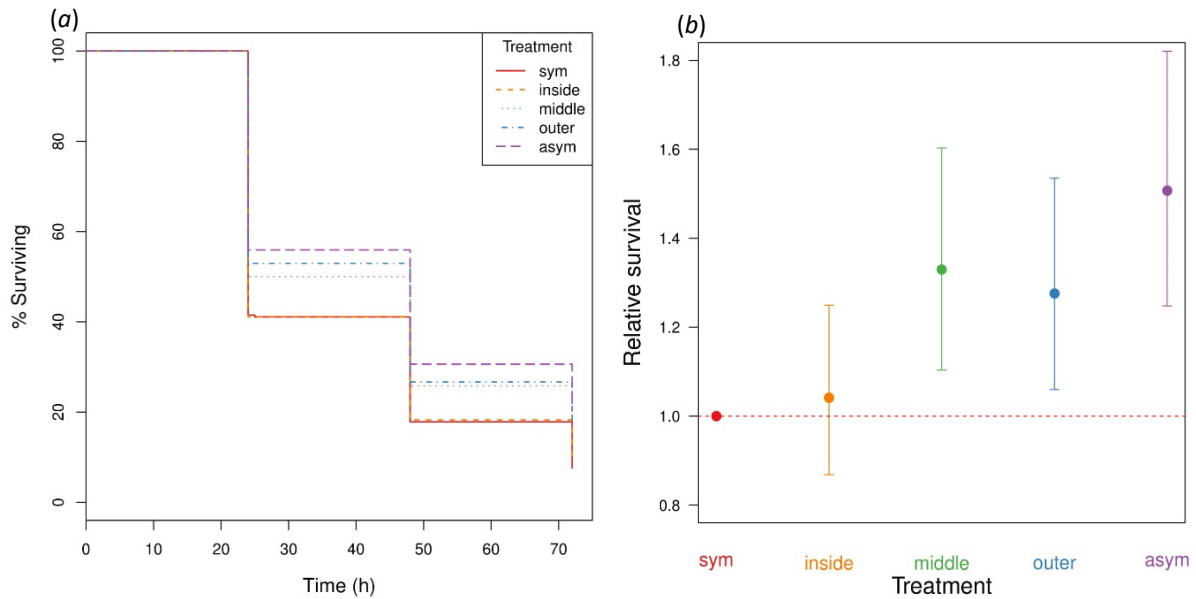 (a)
% Surviving
100
80
60
40
20
0
0 10 20 30 40 50 60 70
Time (h)
Treatment
sym
inside
middle
outer
asym
(b)
Relative survival
1.8
1.6
1.4
1.2
1.0
0.8
sym inside middle outer asym
Treatment